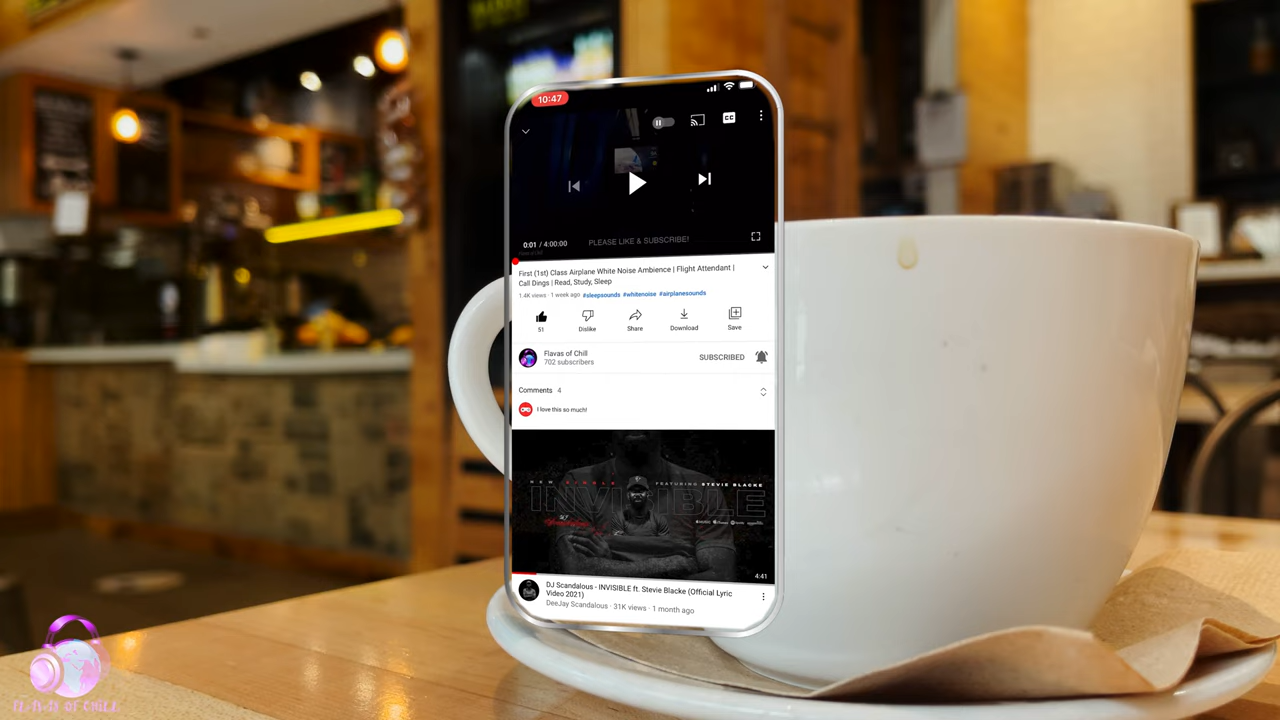 10:47
CC
0:01 / 4:00:00
PLEASE LIKE & SUBSCRIBE!
First (1st) Class Airplane White Noise Ambience | Flight Attendant |
Call Dings | Read, Study, Sleep
1.4K views · 1 week ago #sleepsounds #whitenoise #airplanesounds
51
Dislike
Share
Download
Save
Flavas of Chill
702 subscribers
SUBSCRIBED
Comments 4
I love this so much!
NEW SINGLE
FEATURING STEVIE BLACKE
INVISIBLE
4:41
DJ Scandalous - INVISIBLE ft. Stevie Blacke (Official Lyric
Video 2021)
DeeJay Scandalous · 31K views · 1 month ago
FLAVAS OF CHILL